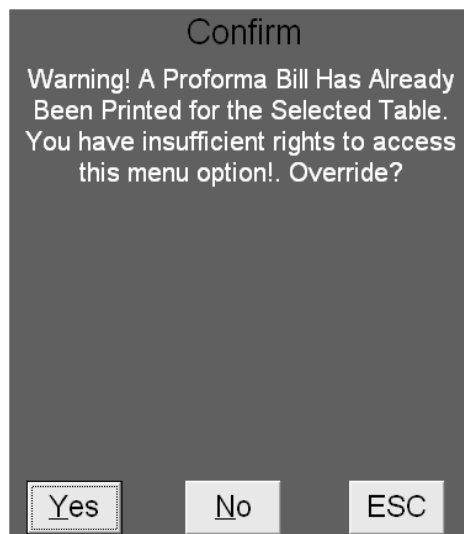 Confirm
Warning! A Proforma Bill Has Already
Been Printed for the Selected Table.
You have insufficient rights to access
this menu option!. Override?
Yes No ESC